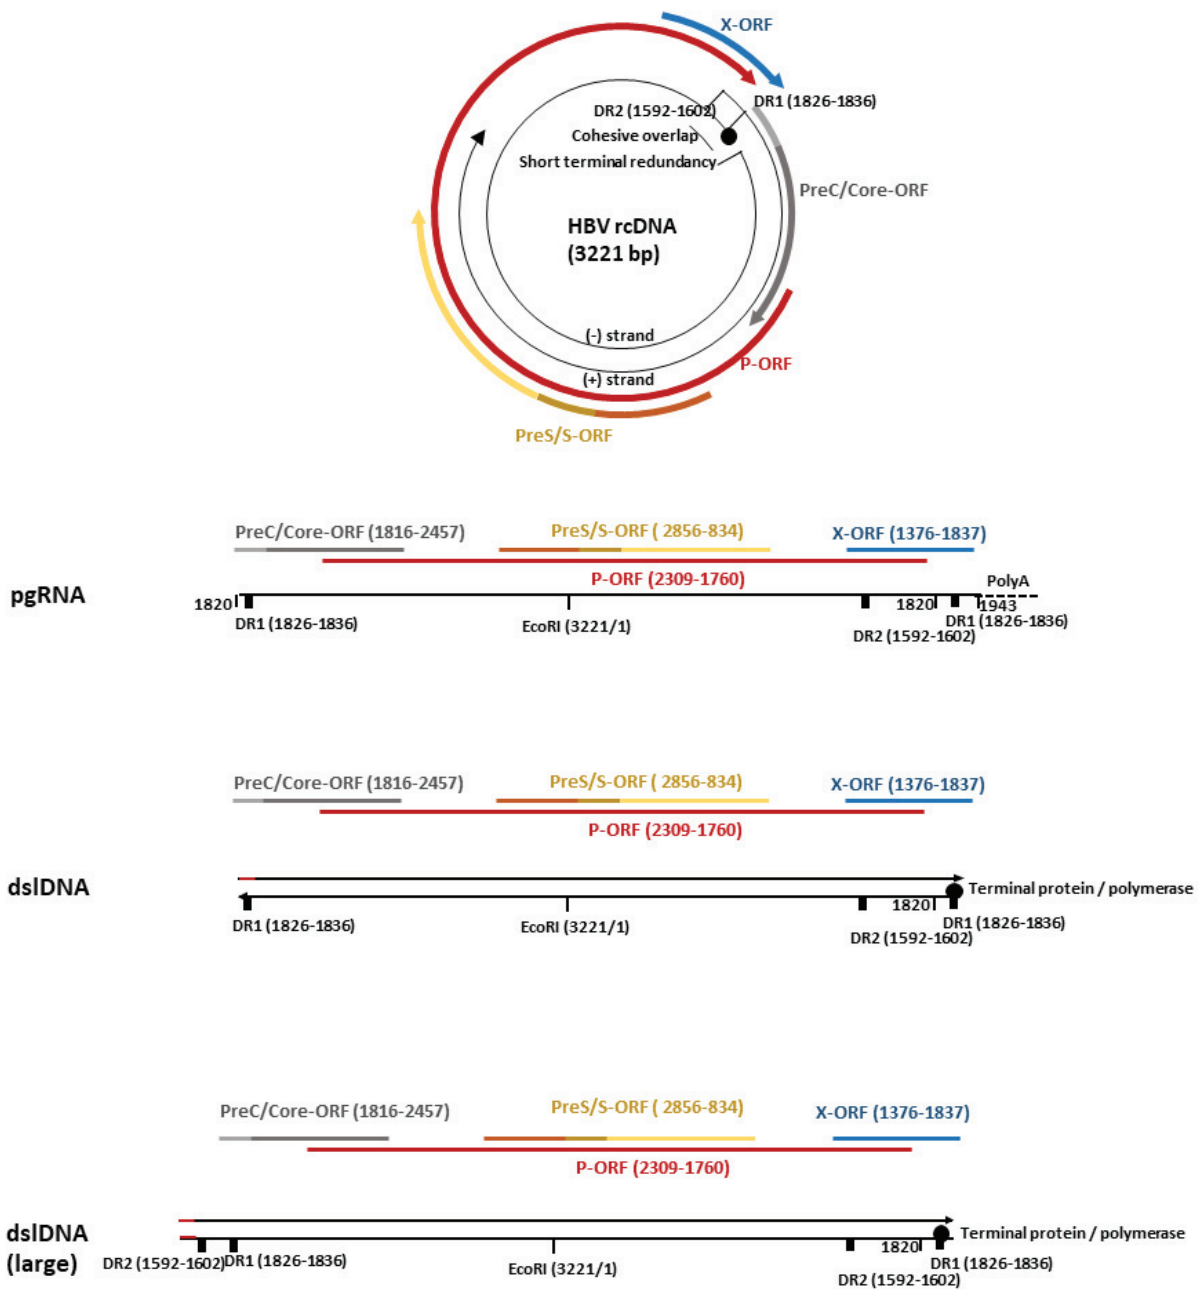 X-ORF
DR2 (1592-1602)
DR1 (1826-1836)
Cohesive overlap
Short terminal redundancy
PreC/Core-ORF
HBV rcDNA
(3221 bp)
(-) strand
P-ORF
(+) strand
PreS/S-ORF
PreC/Core-ORF (1816-2457)
PreS/S-ORF ( 2856-834)
X-ORF (1376-1837)
P-ORF (2309-1760)
PolyA
pgRNA
1820
1820
1943
DR1 (1826-1836)
EcoRI (3221/1)
DR2 (1592-1602)
DR1 (1826-1836)
PreC/Core-ORF (1816-2457)
PreS/S-ORF ( 2856-834)
X-ORF (1376-1837)
P-ORF (2309-1760)
dslDNA
Terminal protein / polymerase
1820
DR1 (1826-1836)
EcoRI (3221/1)
DR2 (1592-1602)
DR1 (1826-1836)
PreC/Core-ORF (1816-2457)
PreS/S-ORF ( 2856-834)
X-ORF (1376-1837)
P-ORF (2309-1760)
dslDNA
(large)
Terminal protein / polymerase
1820
DR2 (1592-1602)
DR1 (1826-1836)
EcoRI (3221/1)
DR2 (1592-1602)
DR1 (1826-1836)